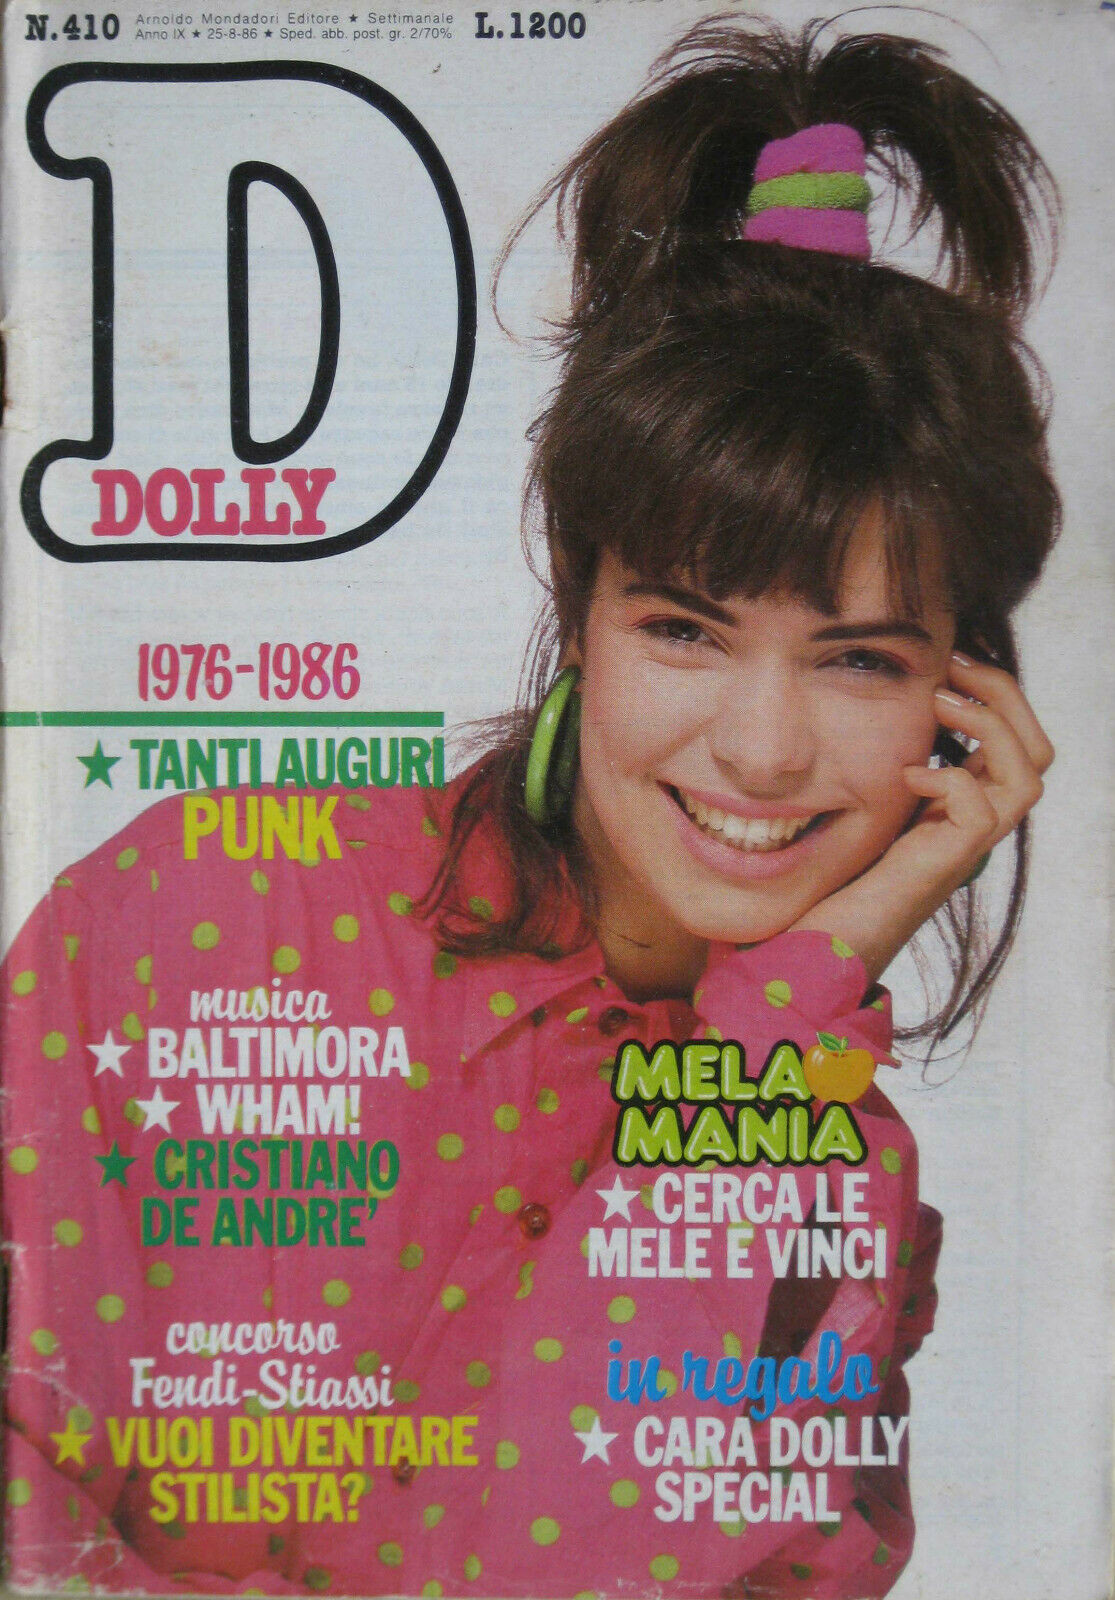 N.410
Arnoldo Mondadori Editore ★ Settimanale
Anno IX ★ 25-8-86 ★ Sped. abb. post. gr. 2/70%
L.1200
D
DOLLY
1976-1986
★ TANTI AUGURI
PUNK
musica
★ BALTIMORA
★ WHAM!
★ CRISTIANO
DE ANDRE'
concorso
Fendi-Stiassi
★ VUOI DIVENTARE
STILISTA?
MELA
MANIA
★ CERCA LE
MELE E VINCI
in regalo
★ CARA DOLLY
SPECIAL